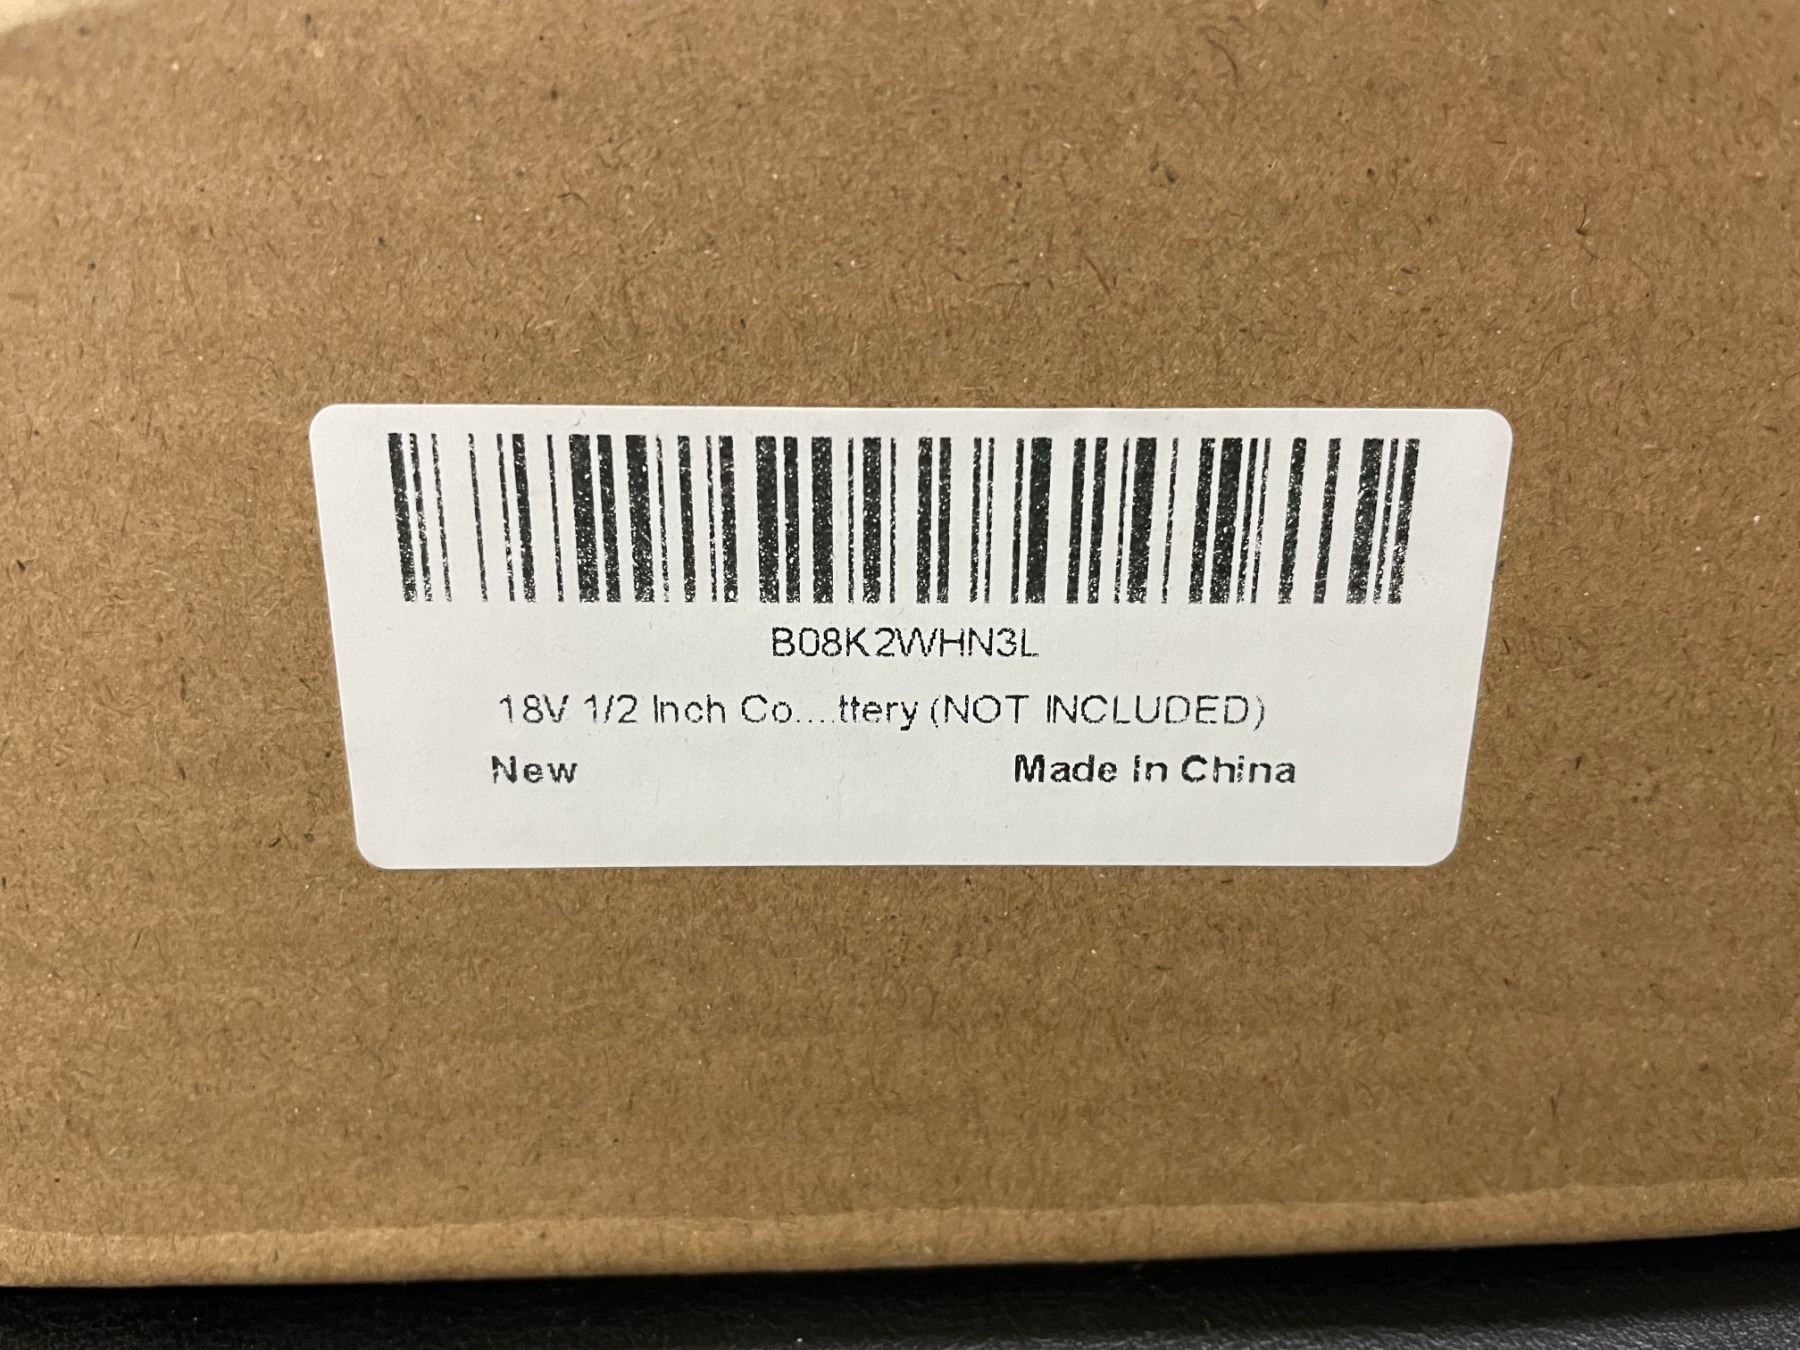 B08K2WHN3L
18V 1/2 Inch Co....ttery (NOT INCLUDED)
New
Made In China